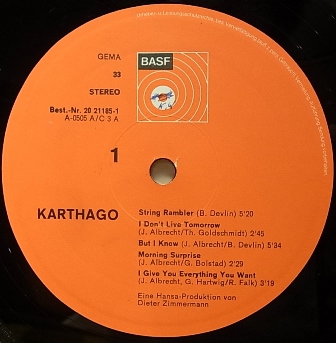 GEMA
BASF
33
STEREO
Best.-Nr. 20 21185-1
A-0505 A/C 3 A
1
KARTHAGO
String Rambler (B. Devlin) 5'20
I Don't Live Tomorrow
(J. Albrecht/Th. Goldschmidt) 2'45
But I Know (J. Albrecht/B. Devlin) 5'34
Morning Surprise
(J. Albrecht/G. Bolstad) 2'29
I Give You Everything You Want
(J. Albrecht, G. Hartwig/R. Falk) 3'19
Eine Hansa-Produktion von
Dieter Zimmermann